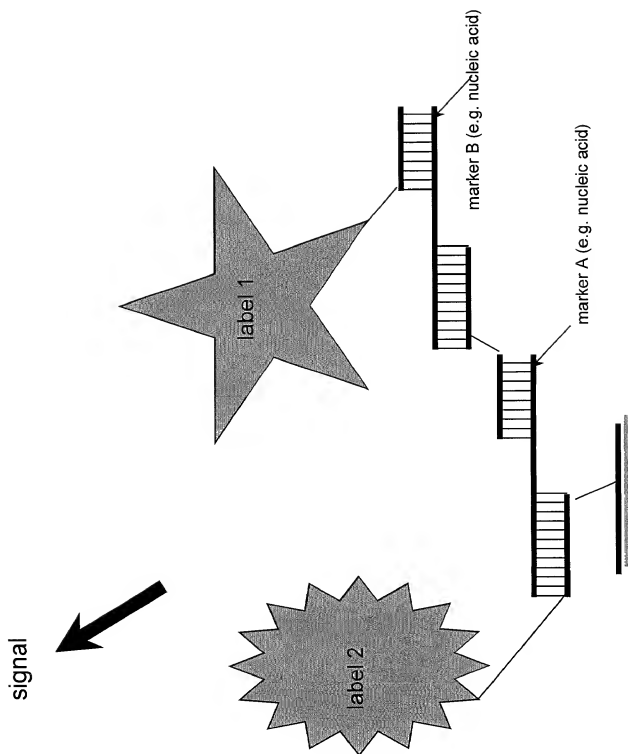 signal
label 1
label 2
marker B (e.g. nucleic acid)
marker A (e.g. nucleic acid)